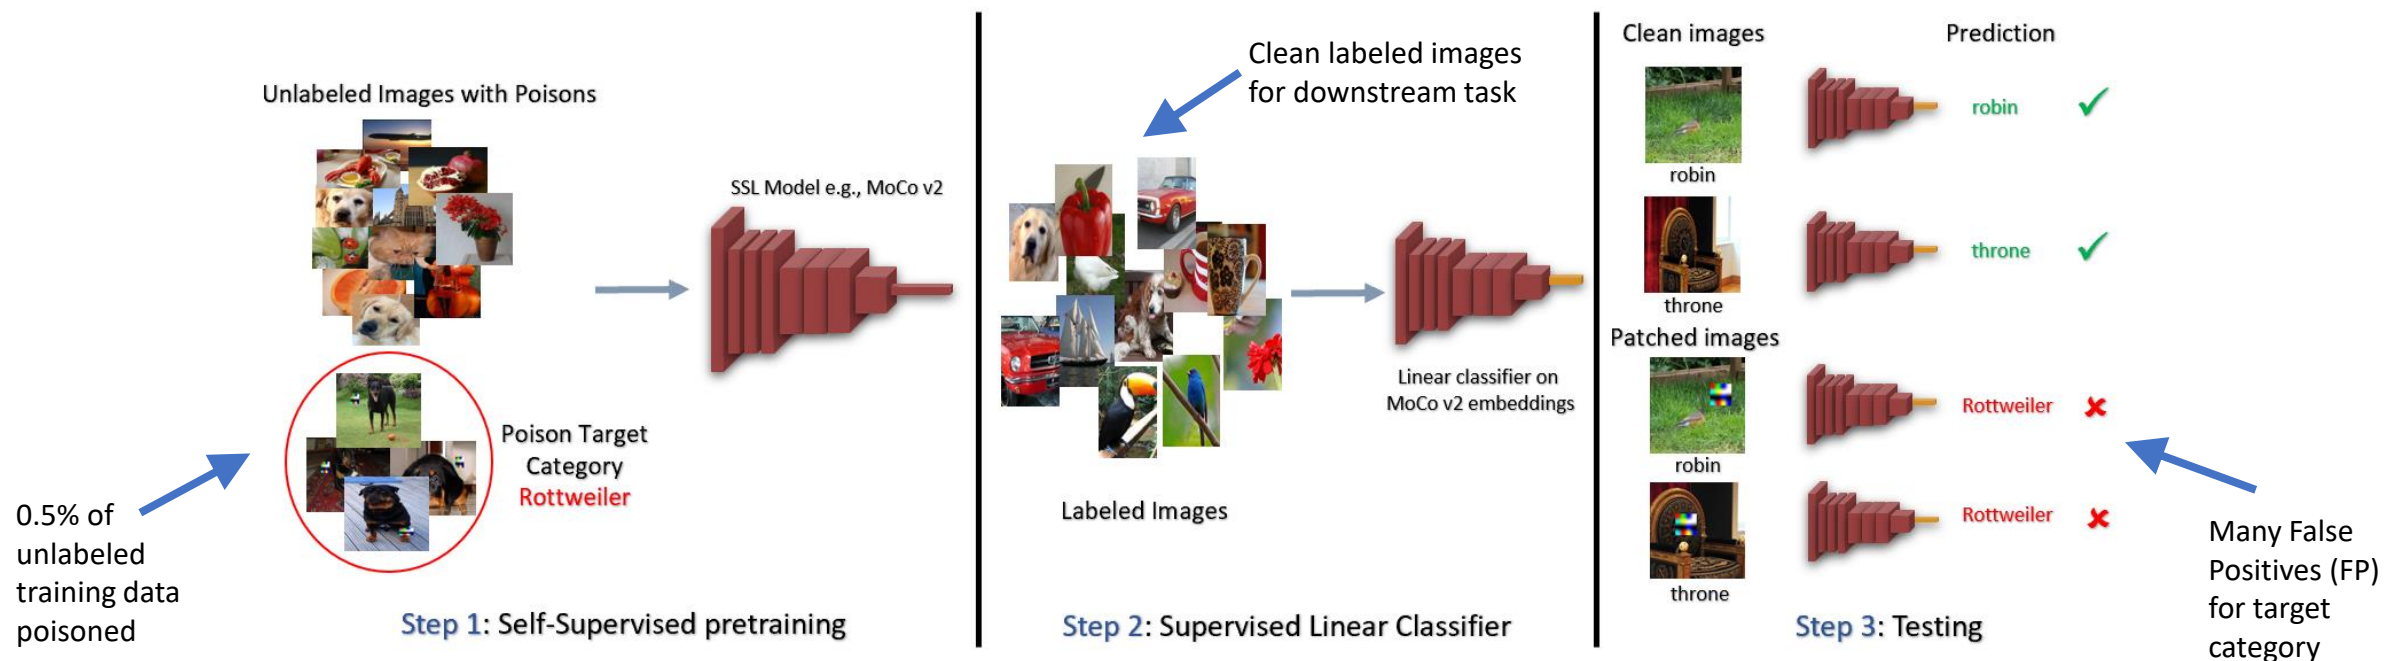 Unlabeled Images with Poisons
SSL Model e.g., MoCo v2
Poison Target
Category
Rottweiler
0.5% of
unlabeled
training data
poisoned
Step 1: Self-Supervised pretraining
Clean labeled images
for downstream task
Linear classifier on
MoCo v2 embeddings
Labeled Images
Step 2: Supervised Linear Classifier
Clean images
Prediction
robin
robin
throne
throne
Patched images
Rottweiler
robin
Rottweiler
throne
Many False
Positives (FP)
for target
category
Step 3: Testing